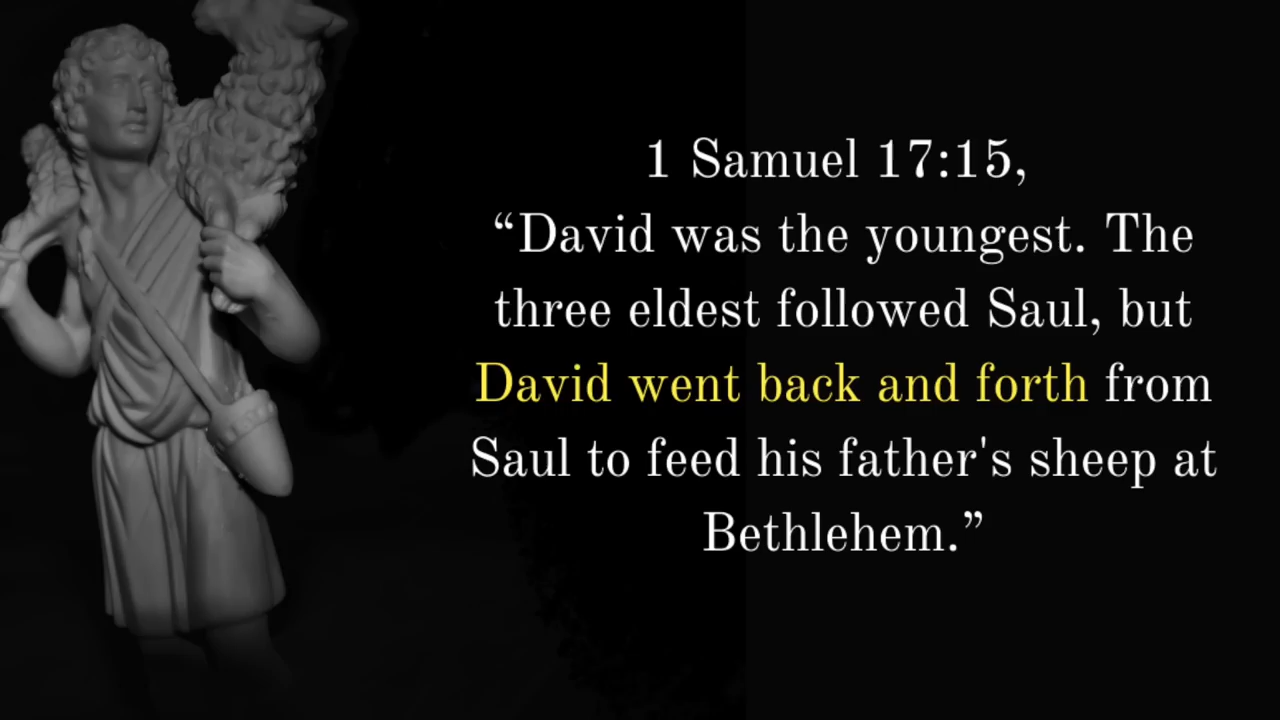 1 Samuel 17:15,
“David was the youngest. The
three eldest followed Saul, but
David went back and forth from
Saul to feed his father's sheep at
Bethlehem.”